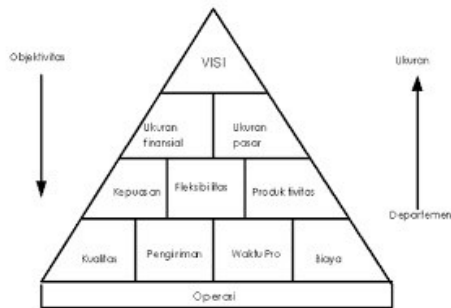 Objektivitas
Ukuran
VISI
Ukuran
finansial
Ukuran
pasar
Kepuasan
Fleksibilitas
Produktivitas
Departemen
Kualitas
Pengiriman
Waktu Pro
Biaya
Operasi